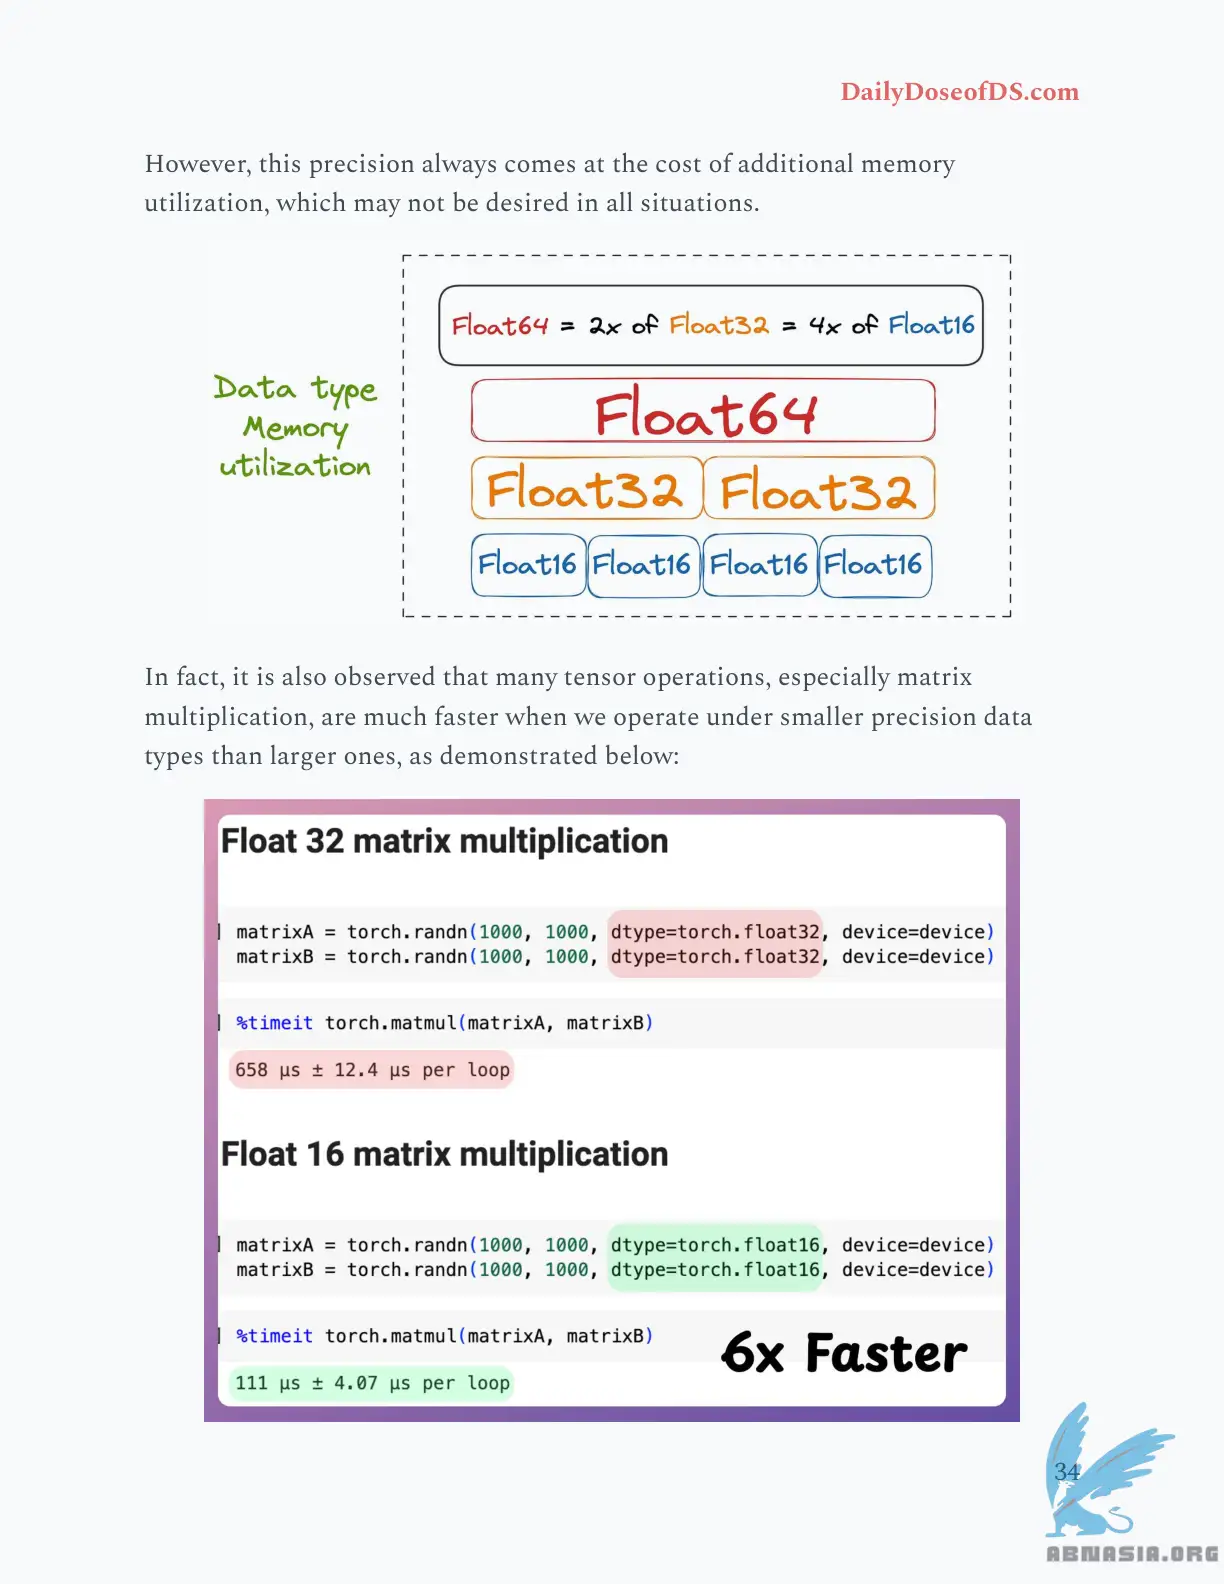 DailyDoseofDS.com
However, this precision always comes at the cost of additional memory
utilization, which may not be desired in all situations.
Float64 = 2x of Float32 = 4x of Float16
Data type
Memory
utilization
Float64
Float32 Float32
Float16 Float16 Float16 Float16
In fact, it is also observed that many tensor operations, especially matrix
multiplication, are much faster when we operate under smaller precision data
types than larger ones, as demonstrated below:
Float 32 matrix multiplication
matrixA = torch.randn(1000, 1000, dtype=torch.float32, device=device)
matrixB = torch.randn(1000, 1000, dtype=torch.float32, device=device)
%timeit torch.matmul(matrixA, matrixB)
658 µs ± 12.4 µs per loop
Float 16 matrix multiplication
matrixA = torch.randn(1000, 1000, dtype=torch.float16, device=device)
matrixB = torch.randn(1000, 1000, dtype=torch.float16, device=device)
%timeit torch.matmul(matrixA, matrixB)
6x Faster
111 µs ± 4.07 µs per loop
34
ABNASIA.ORG